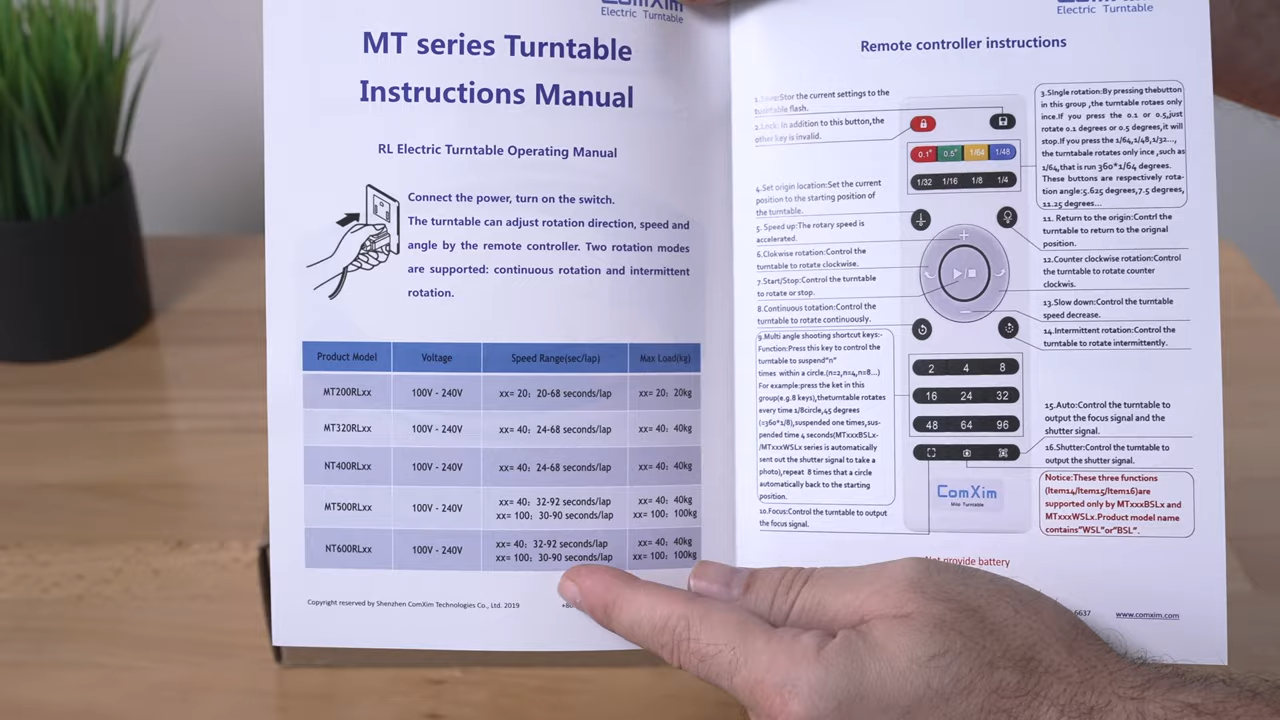 ComXim
Electric Turntable
MT series Turntable
Instructions Manual
RL Electric Turntable Operating Manual
Connect the power, turn on the switch.
The turntable can adjust rotation direction, speed and
angle by the remote controller. Two rotation modes
are supported: continuous rotation and intermittent
rotation.
Product Model Voltage Speed Range(sec/lap) Max Load(kg)
MT200RLxx 100V - 240V xx= 20: 20-68 seconds/lap xx= 20: 20kg
MT320RLxx 100V - 240V xx= 40: 24-68 seconds/lap xx= 40: 40kg
NT400RLxx 100V - 240V xx= 40: 24-68 seconds/lap xx= 40: 40kg
MT500RLxx 100V - 240V xx= 40: 32-92 seconds/lap xx= 40: 40kg
xx= 100: 30-90 seconds/lap xx= 100: 100kg
NT600RLxx 100V - 240V xx= 40: 32-92 seconds/lap xx= 40: 40kg
xx= 100: 30-90 seconds/lap xx= 100: 100kg
Copyright reserved by Shenzhen ComXim Technologies Co., Ltd. 2019
Electric Turntable
Remote controller instructions
Stor the current settings to the
turntable flash.
2.Lock: In addition to this button,the
other key is invalid.
4.Set origin location:Set the current
position to the starting position of
the turntable.
5. Speed up:The rotary speed is
accelerated.
6.Clokwise rotation:Control the
turntable to rotate clockwise.
7.Start/Stop:Control the turntable
to rotate or stop.
8.Continuous totation:Control the
turntable to rotate continuously.
9.Multi angle shooting shortcut keys:-
Function:Press this key to control the
turntable to suspend"n"
times within a circle.(n=2,n=4,n=8...)
For example:press the ket in this
group(e.g.8 keys),theturntable rotates
every time 1/8circle,45 degrees
(=360*1/8),suspended one times,sus-
pended time 4 seconds(MTxxxBSLx-
/MTxxxWSLx series is automatically
sent out the shutter signal to take a
photo),repeat 8 times that a circle
automatically back to the starting
position.
10.Focus:Control the turntable to output
the focus signal.
0.1° 0.5° 1/64 1/48
1/32 1/16 1/8 1/4
2 4 8
16 24 32
48 64 96
ComXim
Mito Turntable
3.SIngle rotation:By pressing thebutton
in this group ,the turntable rotaes only
ince.If you press the 0.1 or 0.5,just
rotate 0.1 degrees or 0.5 degrees,it will
stop.If you press the 1/64,1/48,1/32...,
the turntabale rotates only ince ,such as
1/64,that is run 360*1/64 degrees.
These buttons are respectively rota-
tion angle:5.625 degrees,7.5 degrees,
11.25 degrees...
11. Return to the origin:Contrl the
turntable to return to the orignal
position.
12.Counter clockwise rotation:Control
the turntable to rotate counter
clockwis.
13.Slow down:Control the turntable
speed decrease.
14.Intermittent rotation:Control the
turntable to rotate intermittently.
15.Auto:Control the turntable to
output the focus signal and the
shutter signal.
16.Shutter:Control the turntable to
output the shutter signal.
Notice:These three functions
(Item14/Item15/Item16)are
supported only by MTxxxBSLx and
MTxxxWSLx.Product model name
contains"WSL"or"BSL".
Not provide battery
6637 www.comxim.com